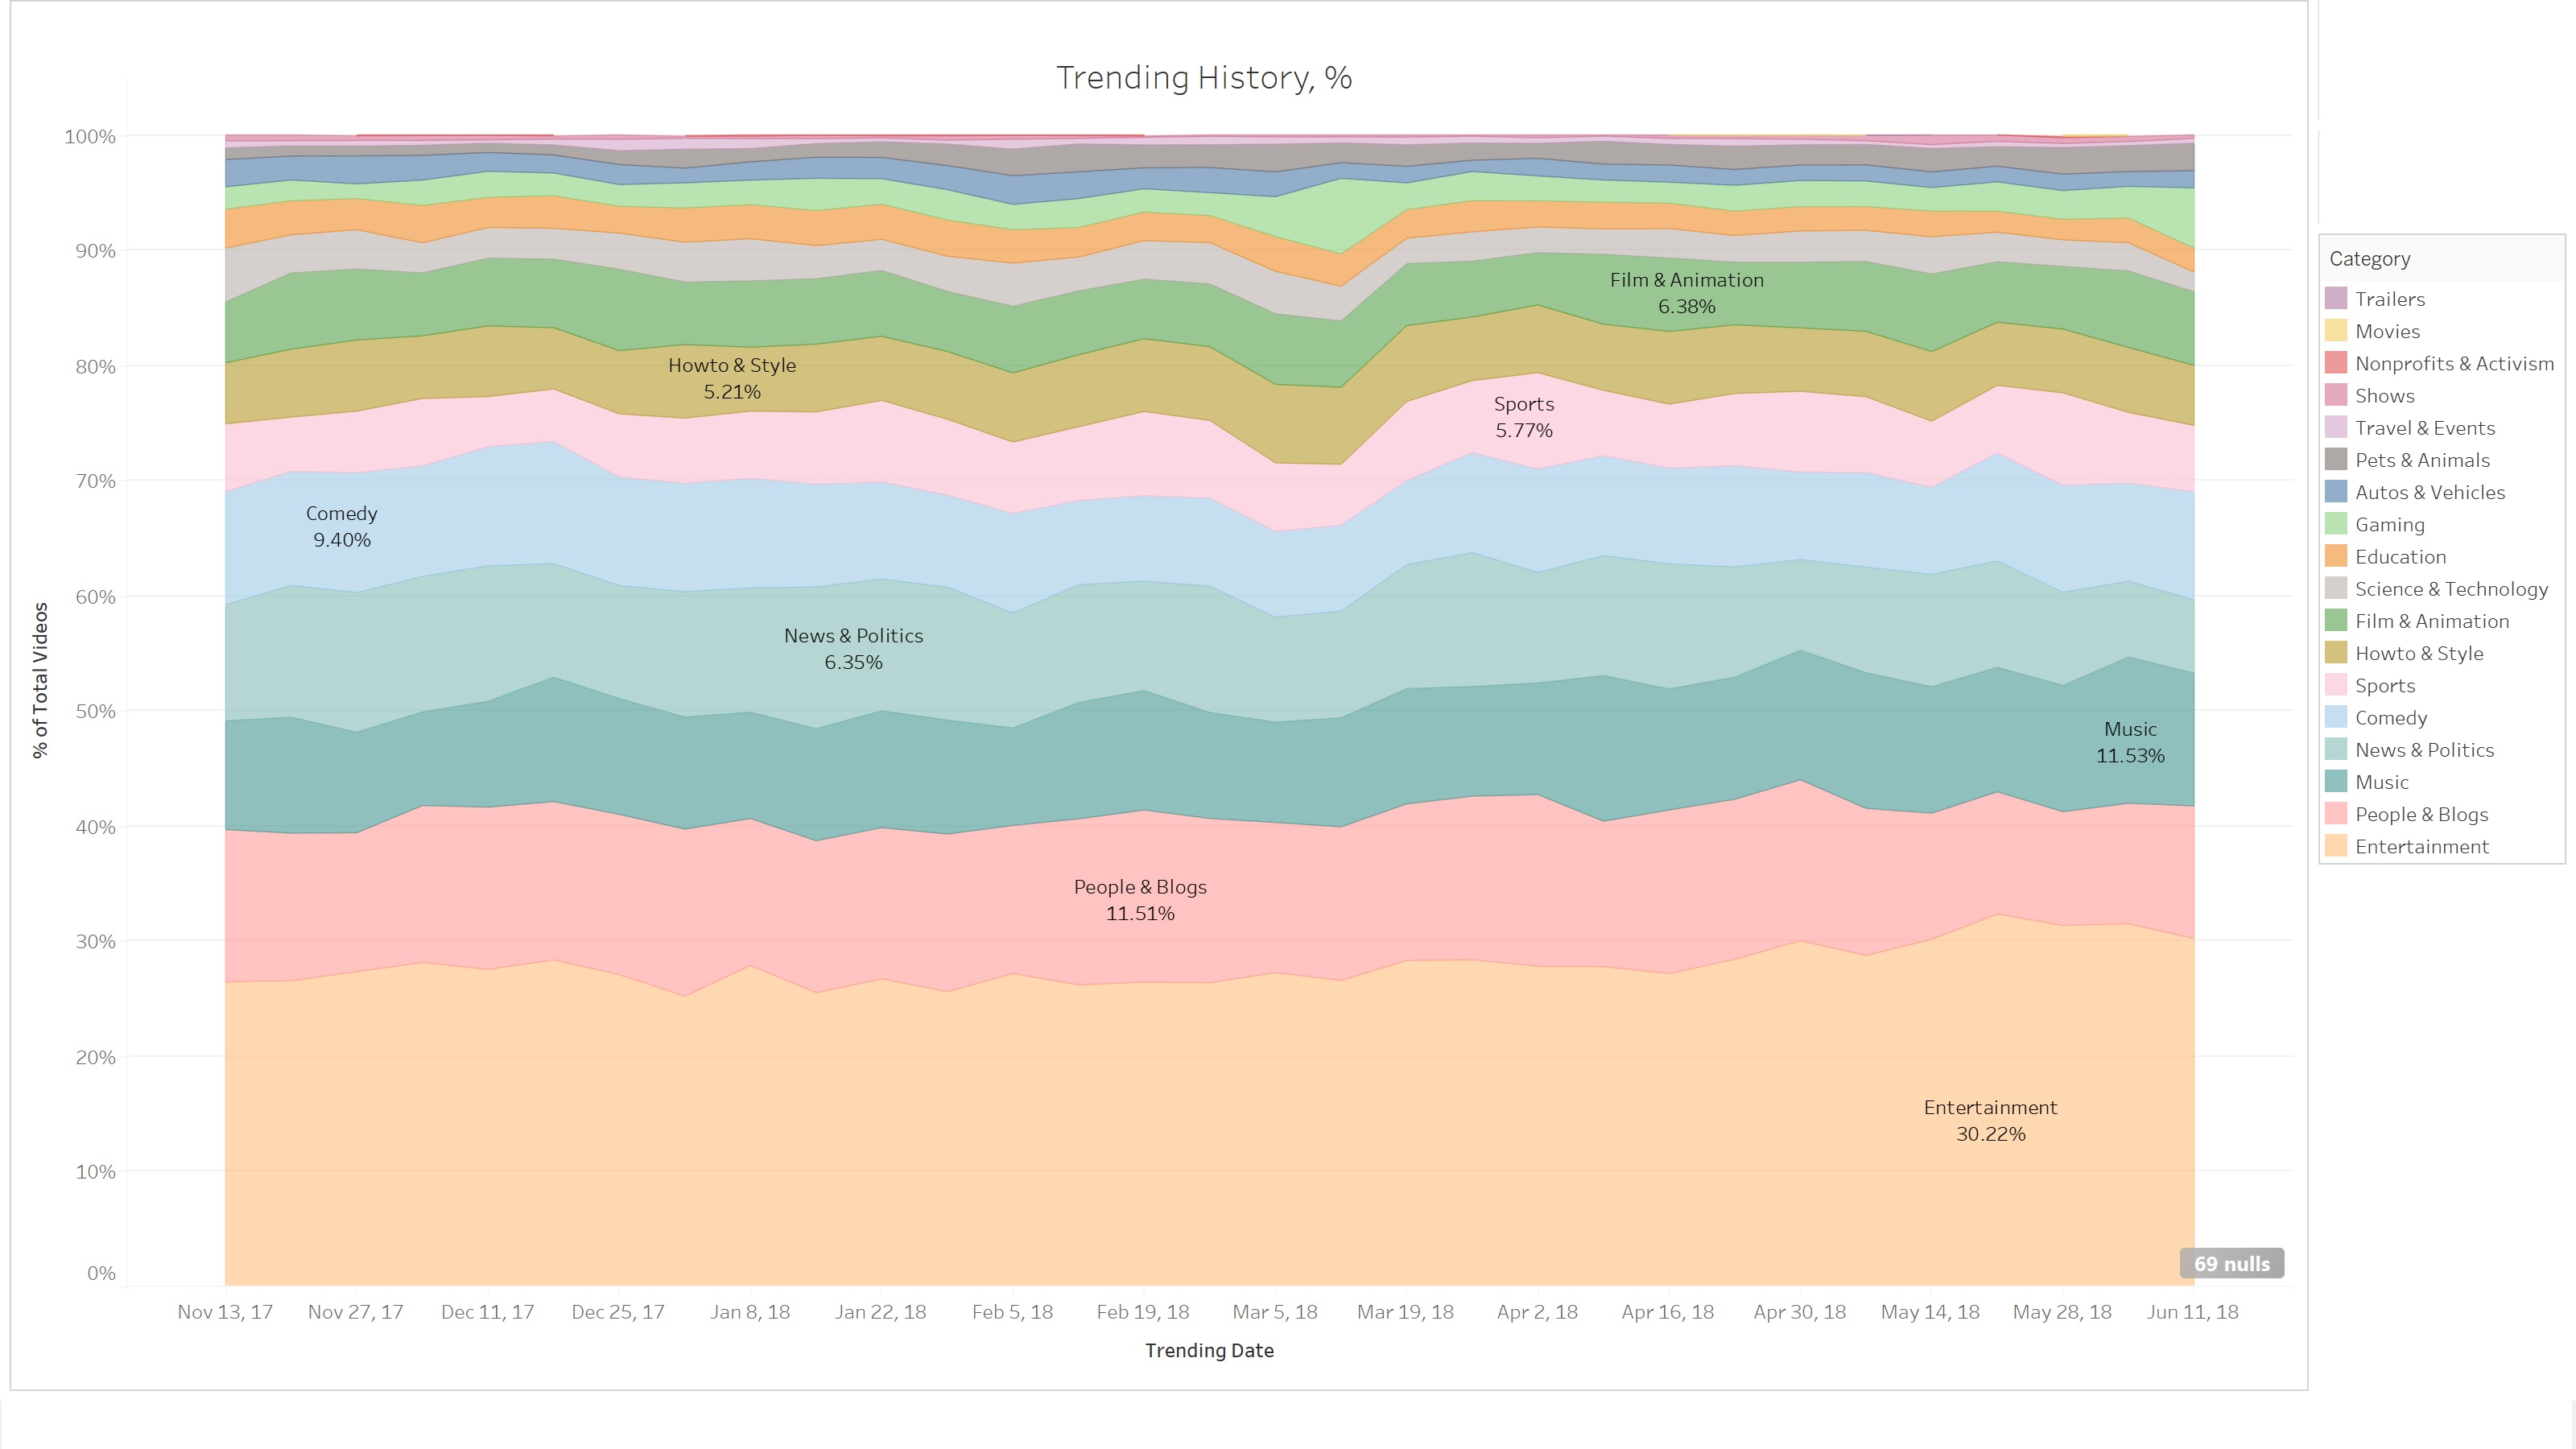 Trending History, %
100%
90%
80%
70%
60%
50%
40%
30%
20%
10%
0%
% of Total Videos
Film & Animation
6.38%
Howto & Style
5.21%
Sports
5.77%
Comedy
9.40%
News & Politics
6.35%
Music
11.53%
People & Blogs
11.51%
Entertainment
30.22%
69 nulls
Nov 13, 17
Nov 27, 17
Dec 11, 17
Dec 25, 17
Jan 8, 18
Jan 22, 18
Feb 5, 18
Feb 19, 18
Mar 5, 18
Mar 19, 18
Apr 2, 18
Apr 16, 18
Apr 30, 18
May 14, 18
May 28, 18
Jun 11, 18
Trending Date
Category
Trailers
Movies
Nonprofits & Activism
Shows
Travel & Events
Pets & Animals
Autos & Vehicles
Gaming
Education
Science & Technology
Film & Animation
Howto & Style
Sports
Comedy
News & Politics
Music
People & Blogs
Entertainment